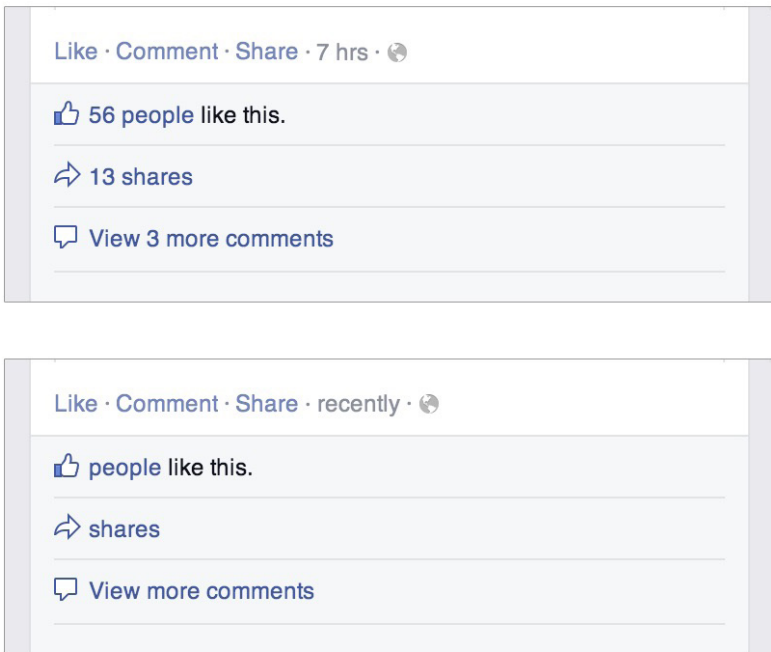 Like · Comment · Share · 7 hrs ·
56 people like this.
13 shares
View 3 more comments
Like · Comment · Share · recently ·
people like this.
shares
View more comments